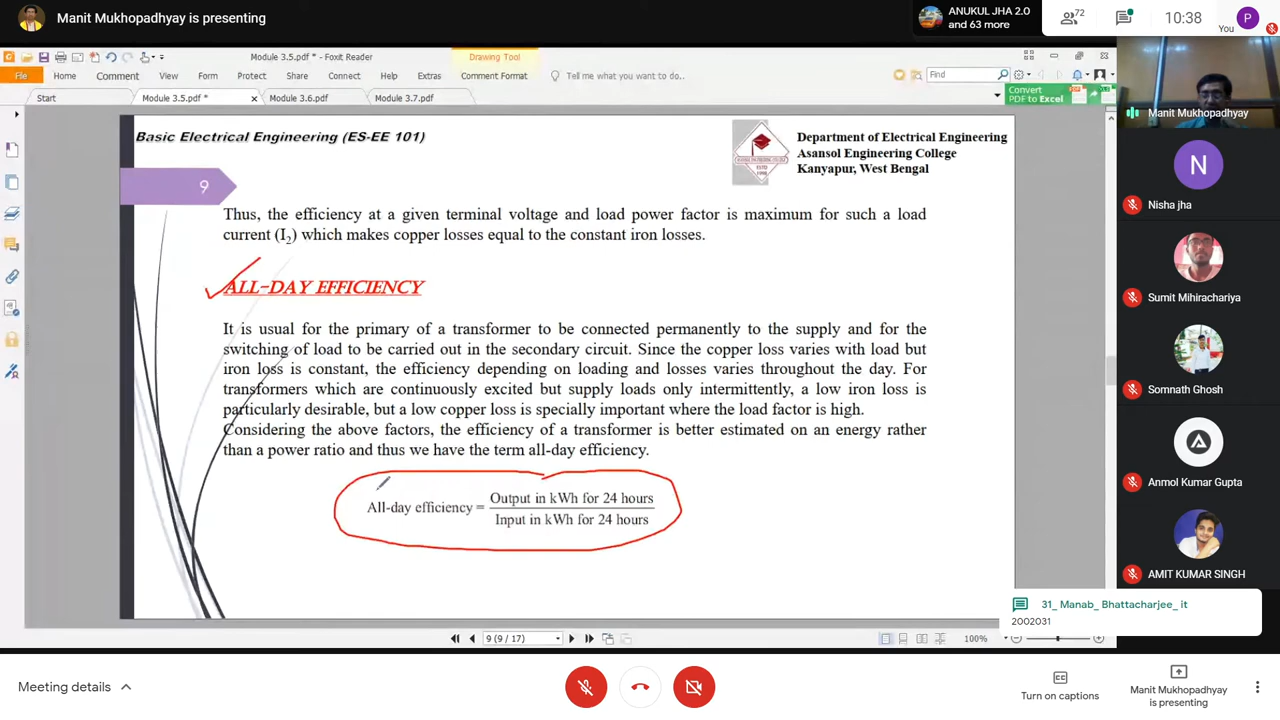 Manit Mukhopadhyay is presenting
ANUKUL JHA 2.0
and 63 more
72
10:38
You
P
Module 3.5.pdf * - Foxit Reader
Drawing Tool
File
Home
Comment
View
Form
Protect
Share
Connect
Help
Extras
Comment Format
Tell me what you want to do..
Find
Start
Module 3.5.pdf *
Module 3.6.pdf
Module 3.7.pdf
Convert
PDF to Excel
Basic Electrical Engineering (ES-EE 101)
Department of Electrical Engineering
Asansol Engineering College
Kanyapur, West Bengal
9
Thus, the efficiency at a given terminal voltage and load power factor is maximum for such a load
current (I2) which makes copper losses equal to the constant iron losses.
ALL-DAY EFFICIENCY
It is usual for the primary of a transformer to be connected permanently to the supply and for the
switching of load to be carried out in the secondary circuit. Since the copper loss varies with load but
iron loss is constant, the efficiency depending on loading and losses varies throughout the day. For
transformers which are continuously excited but supply loads only intermittently, a low iron loss is
particularly desirable, but a low copper loss is specially important where the load factor is high.
Considering the above factors, the efficiency of a transformer is better estimated on an energy rather
than a power ratio and thus we have the term all-day efficiency.
All-day efficiency = Output in kWh for 24 hours
Input in kWh for 24 hours
9 (9 / 17)
100%
Manit Mukhopadhyay
N
Nisha jha
Sumit Mihirachariya
Somnath Ghosh
Anmol Kumar Gupta
AMIT KUMAR SINGH
31_ Manab_ Bhattacharjee_ it
2002031
Meeting details
Turn on captions
Manit Mukhopadhyay
is presenting